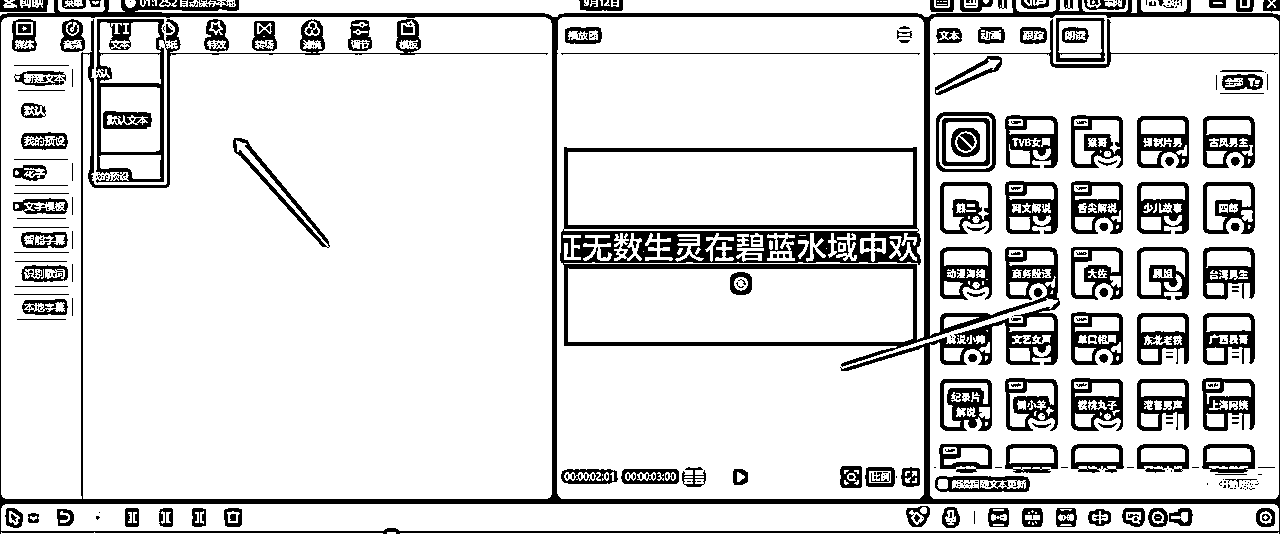 剪映 菜单 01:12:52 自动保存本地 9月12日
媒体 音频 文本 贴纸 特效 转场 滤镜 调节 模板
播放器
文本 动画 跟踪 朗读
新建文本
默认
我的预设
花字
文字模板
智能字幕
识别歌词
本地字幕
默认
默认文本
我的预设
正无数生灵在碧蓝水域中欢
00:00:02:01 00:00:03:00
比例
全部
TVB女声 猴哥 译制片男 古风男主
熊二 网文解说 舌尖解说 少儿故事 四郎
动漫海绵 商务殷语 大佐 顾姐 台湾男生
解说小帅 文艺女声 单口相声 东北老铁 广西表哥
纪录片解说 懒小羊 樱桃丸子 港普男声 上海阿姨
朗读跟随文本更新
开始朗读